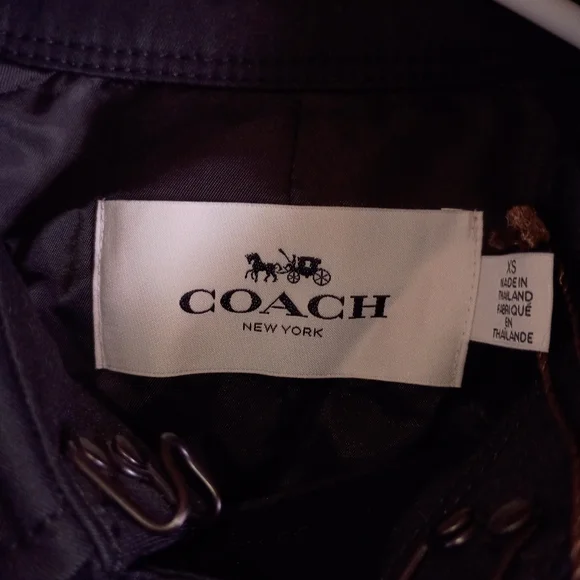 COACH
NEW YORK
XS
MADE IN
THAILAND
FABRIQUÉ
EN
THAÏLANDE